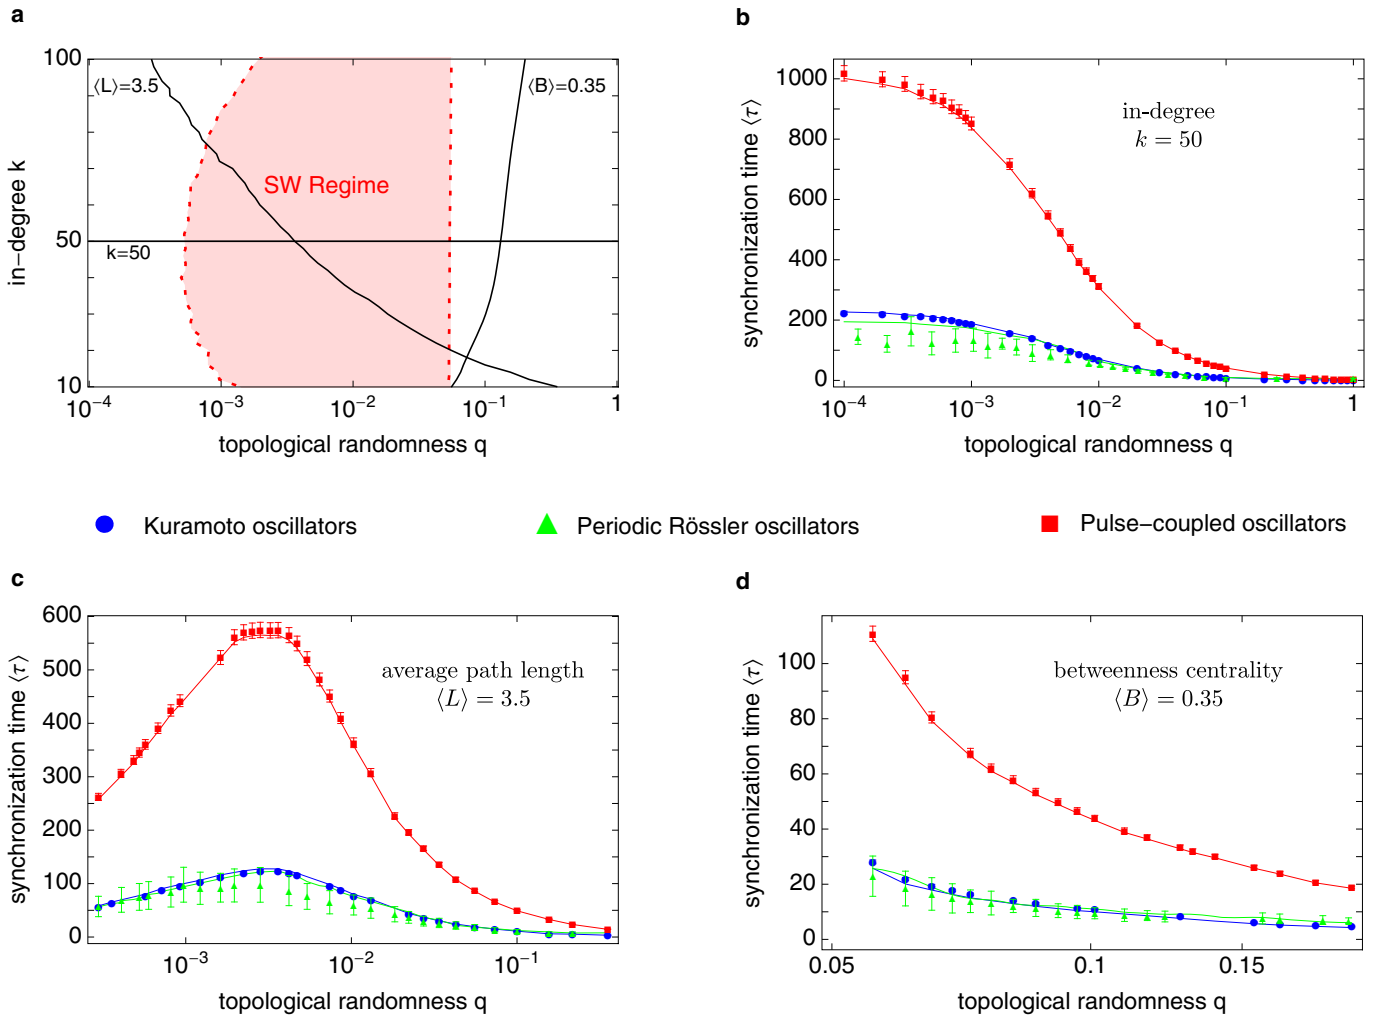 a
100
50
10
in-degree k
⟨L⟩=3.5
⟨B⟩=0.35
SW Regime
k=50
10⁻⁴ 10⁻³ 10⁻² 10⁻¹ 1
topological randomness q
b
1000
800
600
400
200
0
synchronization time ⟨τ⟩
in-degree
k = 50
10⁻⁴ 10⁻³ 10⁻² 10⁻¹ 1
topological randomness q
Kuramoto oscillators
Periodic Rössler oscillators
Pulse−coupled oscillators
c
600
500
400
300
200
100
0
synchronization time ⟨τ⟩
average path length
⟨L⟩ = 3.5
10⁻³ 10⁻² 10⁻¹
topological randomness q
d
100
80
60
40
20
0
synchronization time ⟨τ⟩
betweenness centrality
⟨B⟩ = 0.35
0.05 0.1 0.15
topological randomness q